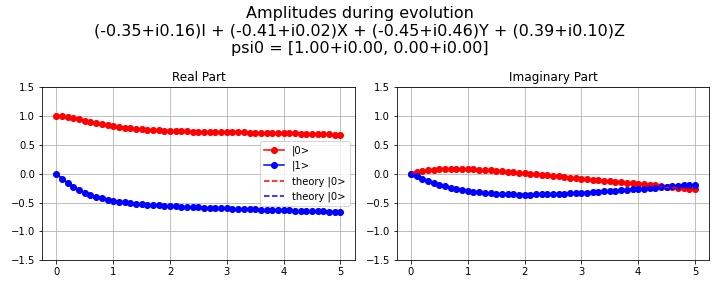 Amplitudes during evolution
(-0.35+i0.16)I + (-0.41+i0.02)X + (-0.45+i0.46)Y + (0.39+i0.10)Z
psi0 = [1.00+i0.00, 0.00+i0.00]
Real Part
1.5
1.0
0.5
0.0
−0.5
−1.0
−1.5
0 1 2 3 4 5
|0>
|1>
theory |0>
theory |0>
Imaginary Part
1.5
1.0
0.5
0.0
−0.5
−1.0
−1.5
0 1 2 3 4 5